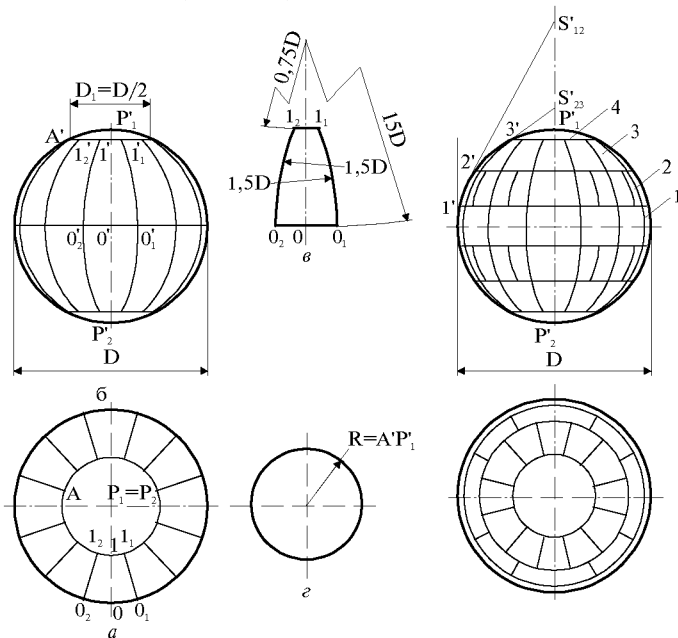 D₁=D/2
P'₁
A'
1'₂ 1' 1'₁
0'₂ 0' 0'₁
P'₂
D
б
A P₁=P₂
1₂ 1 1₁
0₂ 0 0₁
а
0,75D
15D
1₂ 1₁
1,5D
1,5D
0₂ 0 0₁
в
R=A'P'₁
г
S'₁₂
S'₂₃
P'₁
3' 4
3
2' 2
1' 1
P'₂
D